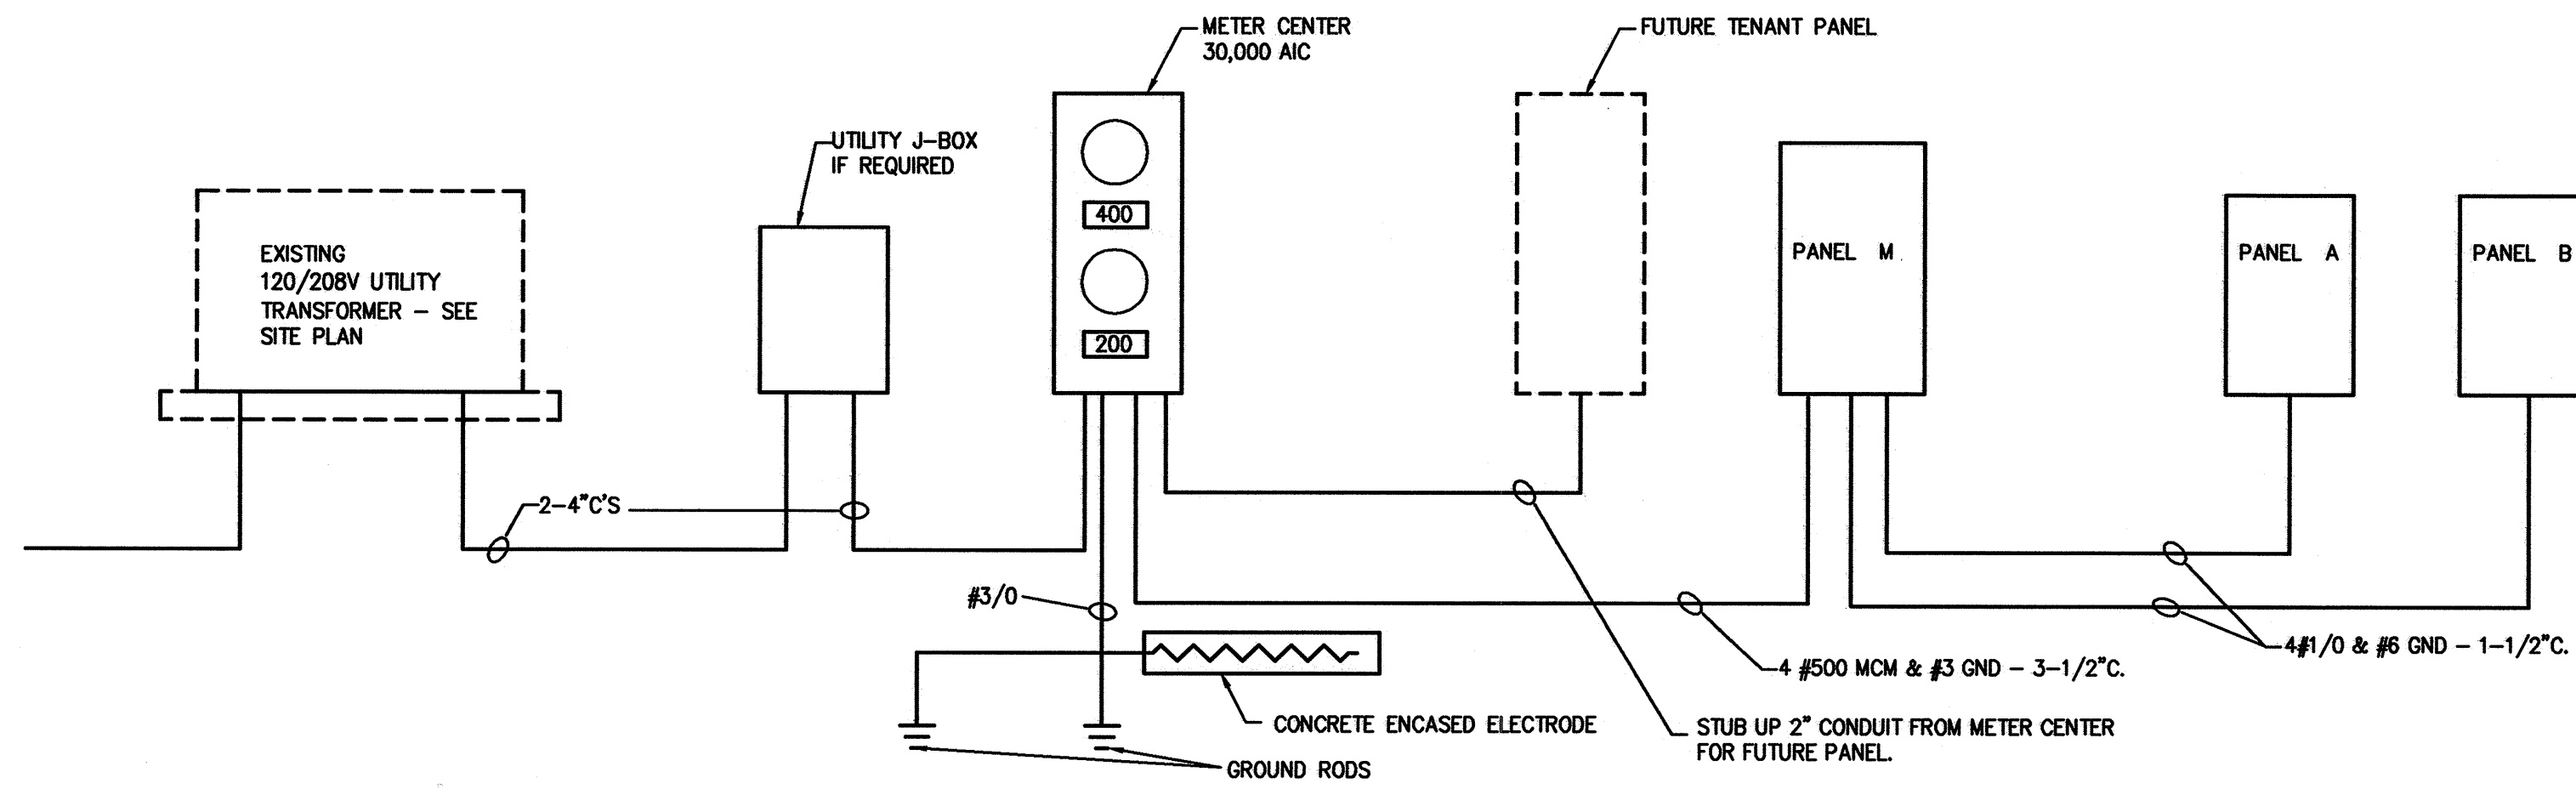 METER CENTER
30,000 AIC
FUTURE TENANT PANEL
UTILITY J-BOX
IF REQUIRED
400
200
EXISTING
120/208V UTILITY
TRANSFORMER – SEE
SITE PLAN
PANEL M
PANEL A
PANEL B
2-4"C'S
#3/0
4#1/0 & #6 GND – 1-1/2"C.
4 #500 MCM & #3 GND – 3-1/2"C.
CONCRETE ENCASED ELECTRODE
STUB UP 2" CONDUIT FROM METER CENTER
FOR FUTURE PANEL.
GROUND RODS